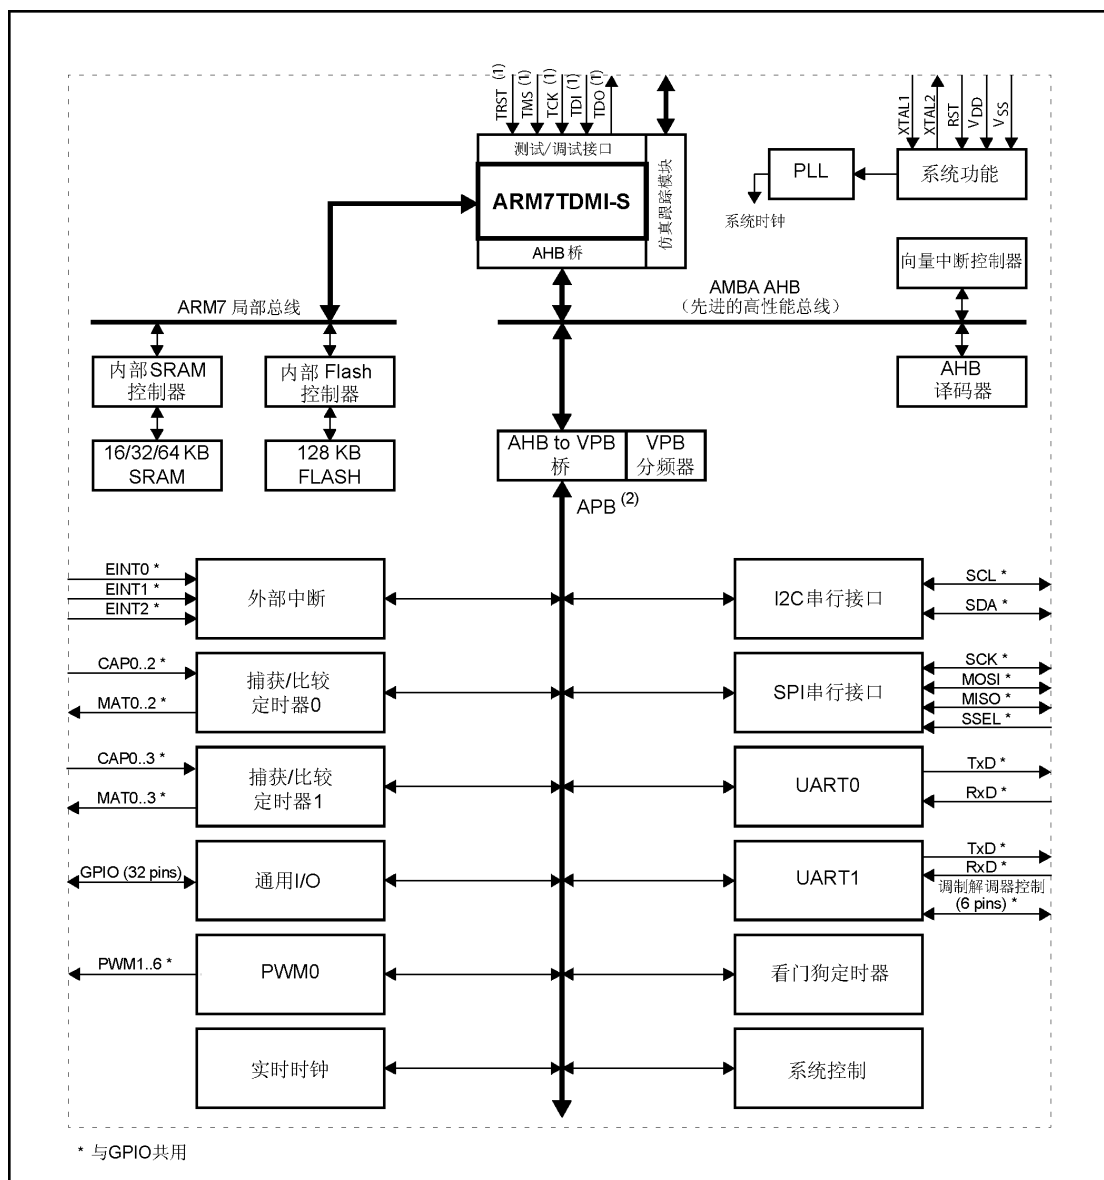 TRST (1)
TMS (1)
TCK (1)
TDI (1)
TDO (1)
XTAL1
XTAL2
RST
VDD
VSS
测试/调试接口
ARM7TDMI-S
仿真跟踪模块
AHB 桥
PLL
系统功能
系统时钟
向量中断控制器
ARM7 局部总线
AMBA AHB
（先进的高性能总线）
内部SRAM
控制器
内部 Flash
控制器
AHB
译码器
16/32/64 KB
SRAM
128 KB
FLASH
AHB to VPB
桥
VPB
分频器
APB (2)
EINT0 *
EINT1 *
EINT2 *
外部中断
I2C串行接口
SCL *
SDA *
CAP0..2 *
MAT0..2 *
捕获/比较
定时器0
SPI串行接口
SCK *
MOSI *
MISO *
SSEL *
CAP0..3 *
MAT0..3 *
捕获/比较
定时器1
UART0
TxD *
RxD *
GPIO (32 pins)
通用I/O
UART1
TxD *
RxD *
调制解调器控制
(6 pins) *
PWM1..6 *
PWM0
看门狗定时器
实时时钟
系统控制
* 与GPIO共用